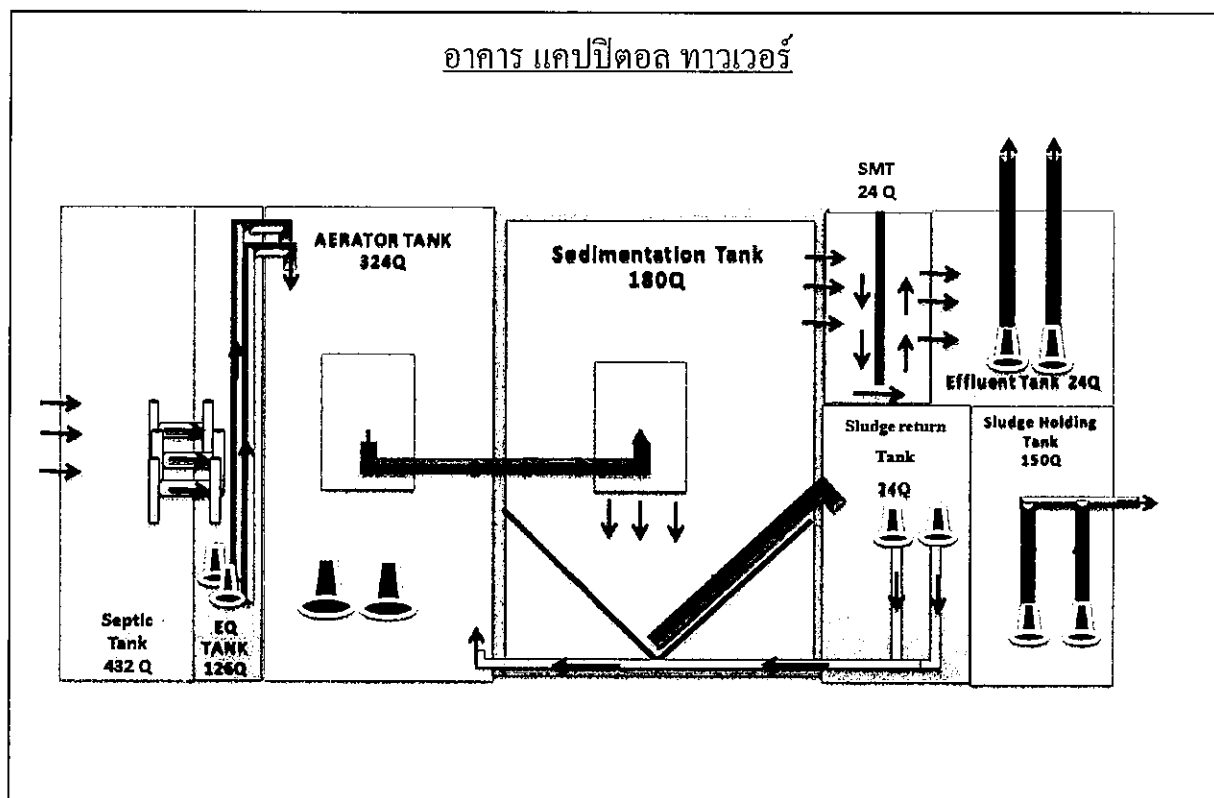 อาคาร แคปปิตอล ทาวเวอร์
SMT
24 Q
AERATOR TANK
324Q
Sedimentation Tank
180Q
Effluent Tank 24Q
Sludge return
Tank
24Q
Sludge Holding
Tank
150Q
Septic
Tank
432 Q
EQ
TANK
126Q